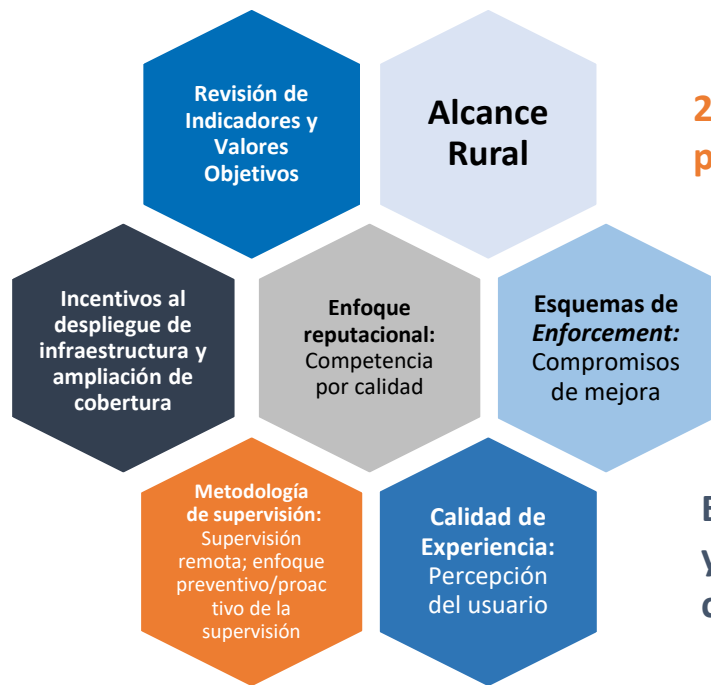 Revisión de
Indicadores y
Valores
Objetivos
Alcance
Rural
2
p
Incentivos al
despliegue de
infraestructura y
ampliación de
cobertura
Enfoque
reputacional:
Competencia
por calidad
Esquemas de
Enforcement:
Compromisos
de mejora
Metodología
de supervisión:
Supervisión
remota; enfoque
preventivo/proac
tivo de la
supervisión
Calidad de
Experiencia:
Percepción
del usuario
y